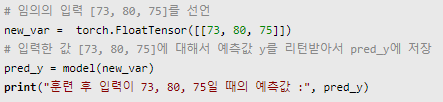 # 임의의 입력 [73, 80, 75]를 선언
new_var =  torch.FloatTensor([[73, 80, 75]])
# 입력한 값 [73, 80, 75]에 대해서 예측값 y를 리턴받아서 pred_y에 저장
pred_y = model(new_var)
print("훈련 후 입력이 73, 80, 75일 때의 예측값 :", pred_y)